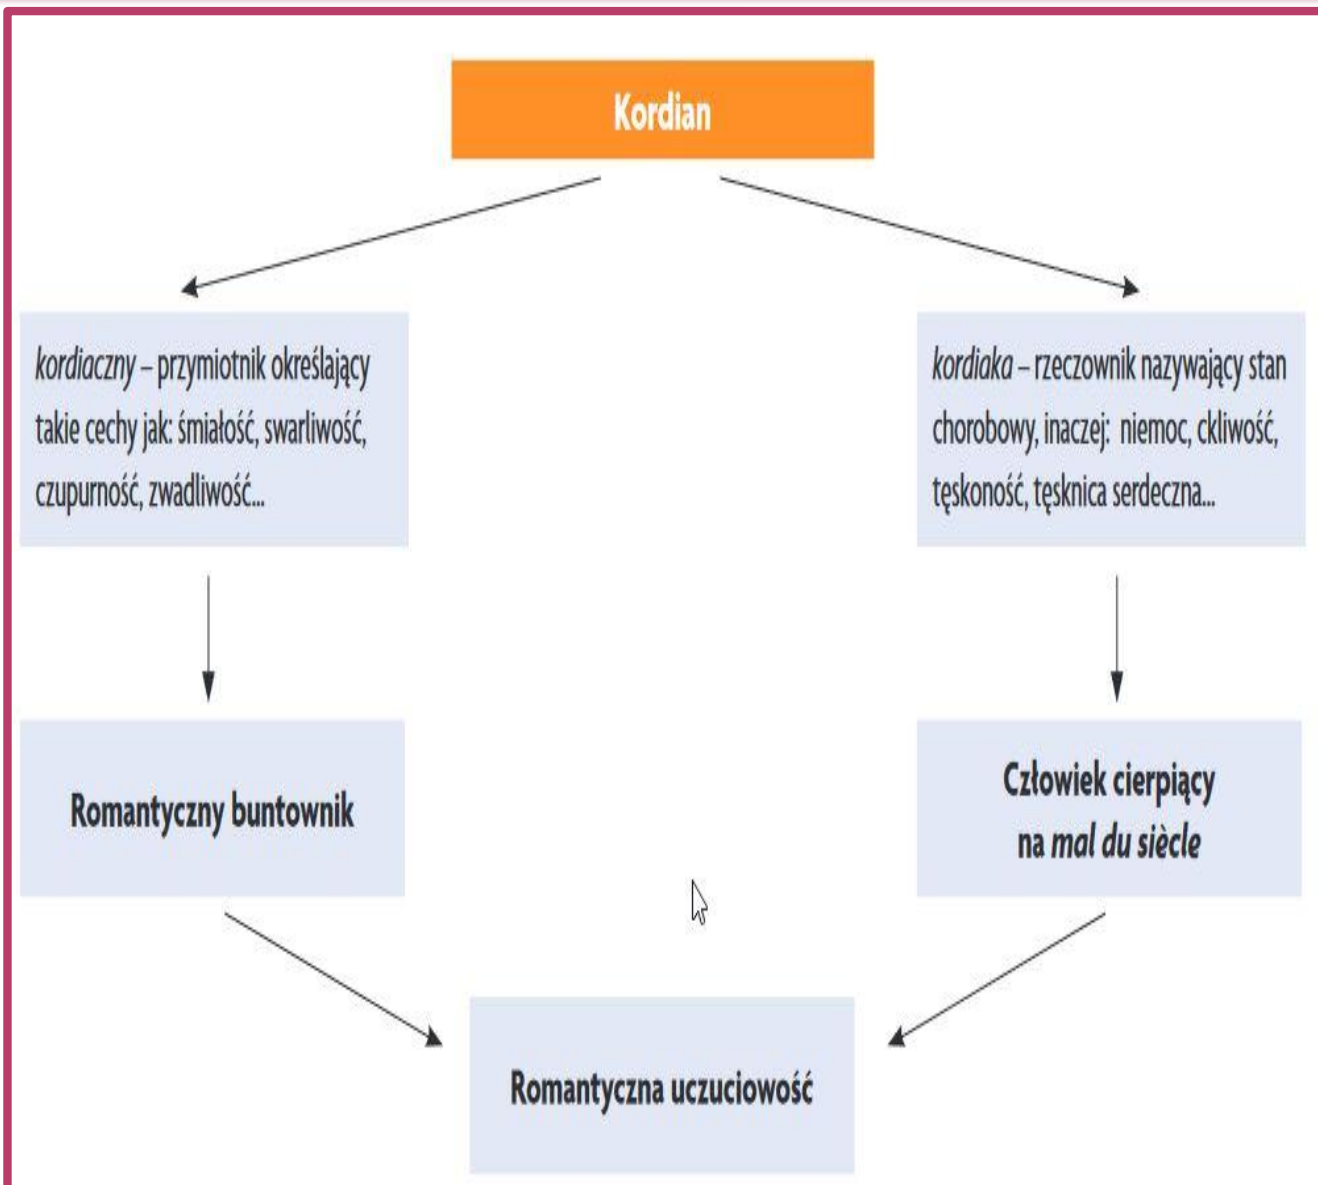 Kordian
kordiaczny – przymiotnik określający
takie cechy jak: śmiałość, swarliwość,
czupurność, zwadliwość...
kordiaka – rzeczownik nazywający stan
chorobowy, inaczej: niemoc, ckliwość,
tęskoność, tęsknica serdeczna...
Romantyczny buntownik
Człowiek cierpiący
na mal du siècle
Romantyczna uczuciowość